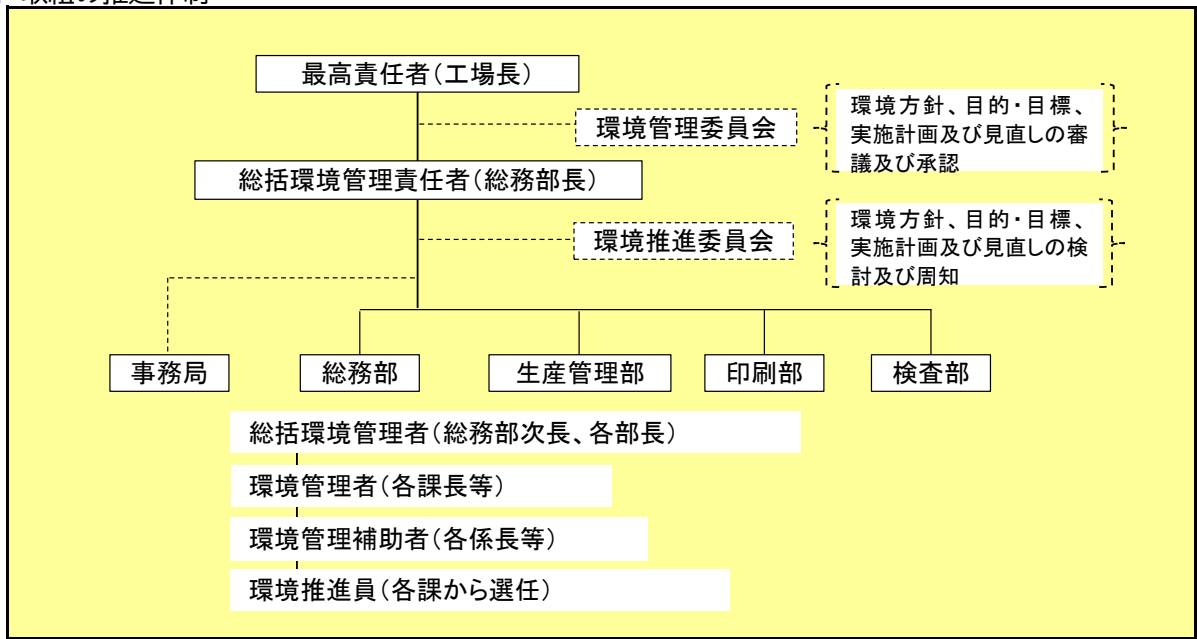 取組の推進体制
最高責任者(工場長)
環境管理委員会
環境方針、目的・目標、
実施計画及び見直しの審
議及び承認
総括環境管理責任者(総務部長)
環境推進委員会
環境方針、目的・目標、
実施計画及び見直しの検
討及び周知
事務局
総務部
生産管理部
印刷部
検査部
総括環境管理者(総務部次長、各部長)
環境管理者(各課長等)
環境管理補助者(各係長等)
環境推進員(各課から選任)